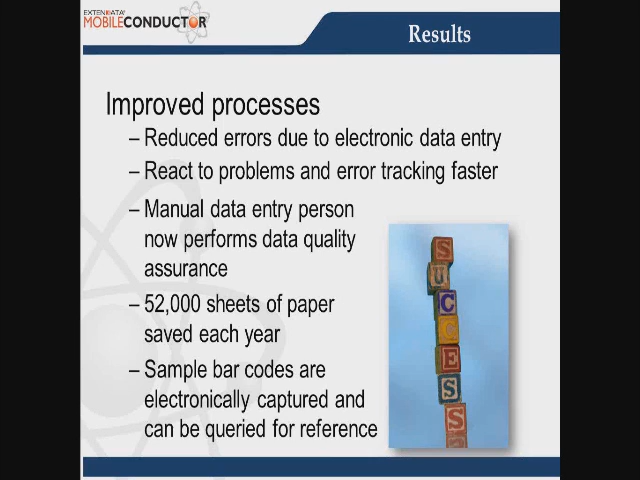 EXTENDATA
MOBILECONDUCTOR
Results
Improved processes
– Reduced errors due to electronic data entry
– React to problems and error tracking faster
– Manual data entry person
now performs data quality
assurance
– 52,000 sheets of paper
saved each year
– Sample bar codes are
electronically captured and
can be queried for reference
S
U
C
C
E
S
S